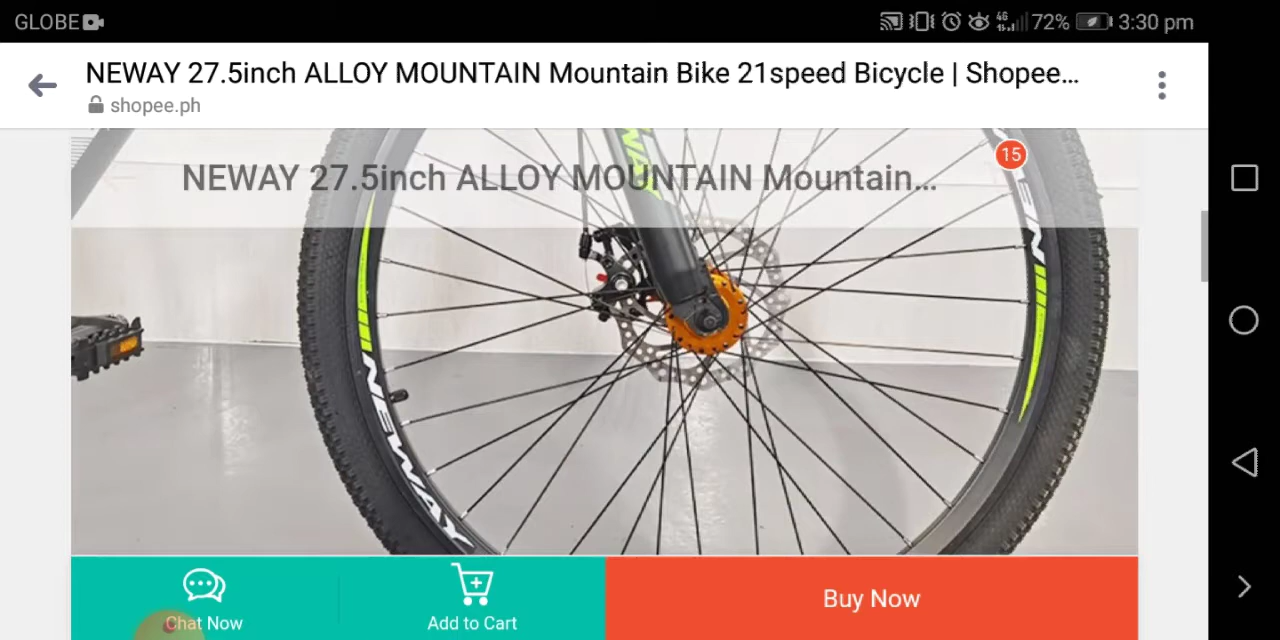 GLOBE
4G
72%
3:30 pm
NEWAY 27.5inch ALLOY MOUNTAIN Mountain Bike 21speed Bicycle | Shopee...
shopee.ph
15
NEWAY 27.5inch ALLOY MOUNTAIN Mountain...
NEWAY
Chat Now
Add to Cart
Buy Now